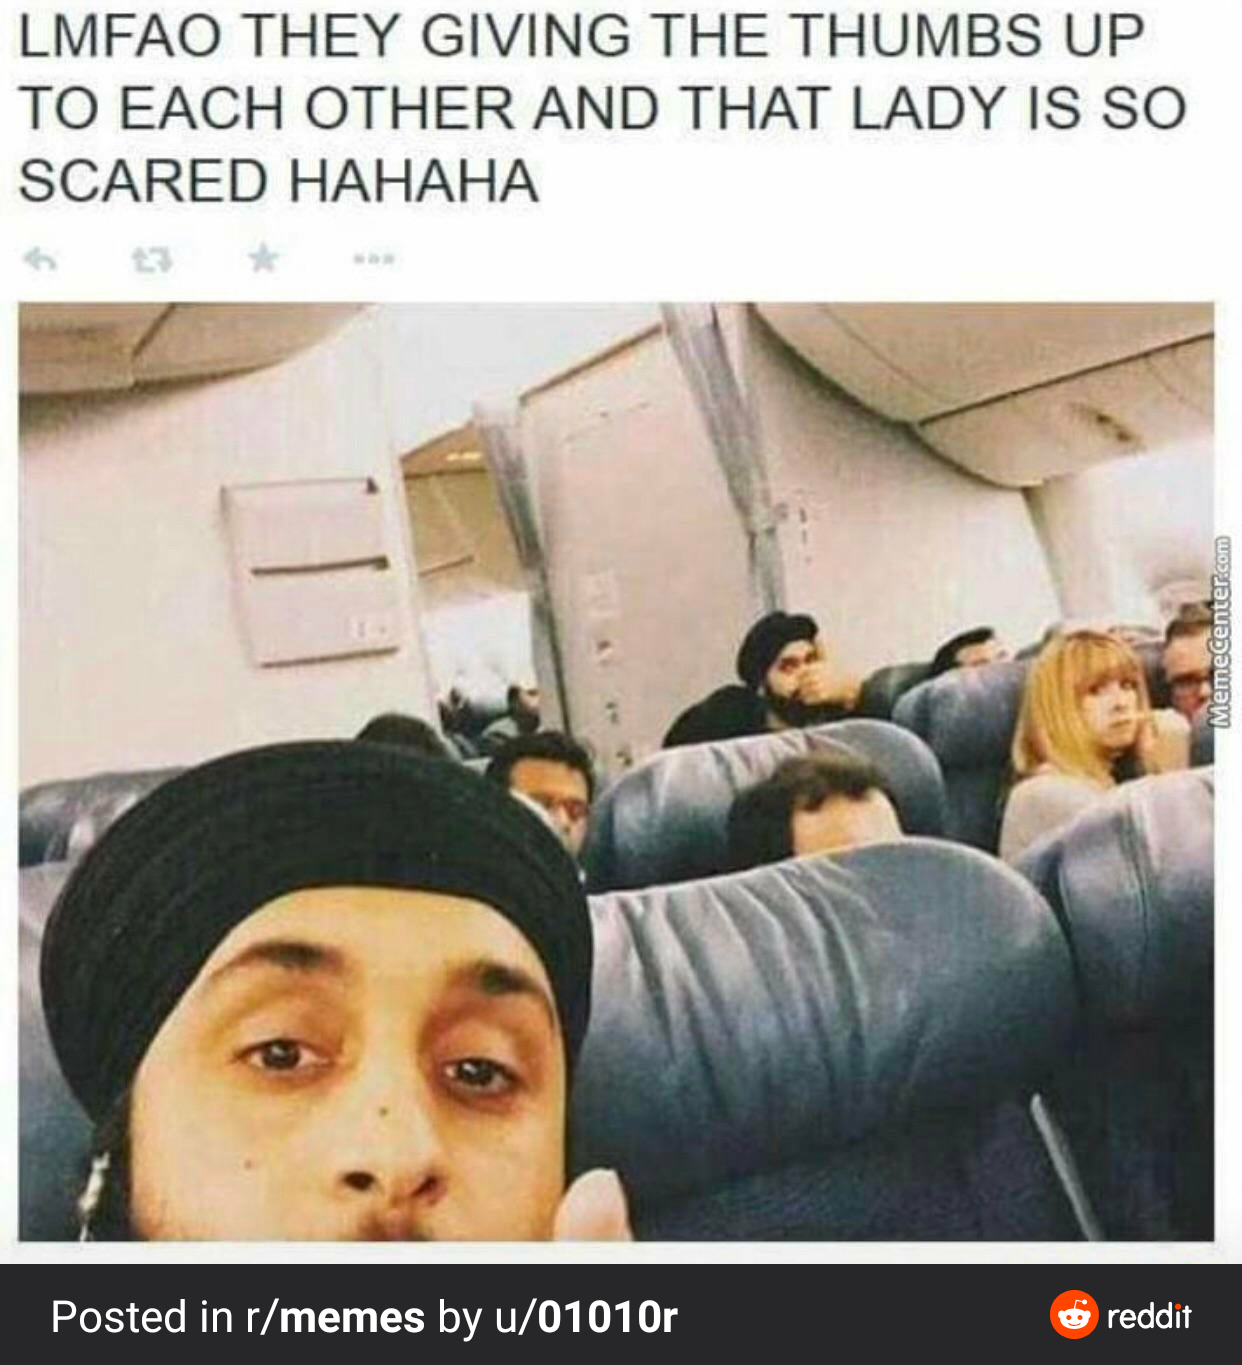 LMFAO THEY GIVING THE THUMBS UP
TO EACH OTHER AND THAT LADY IS SO
SCARED HAHAHA
MemeCenter.com
Posted in r/memes by u/01010r
reddit